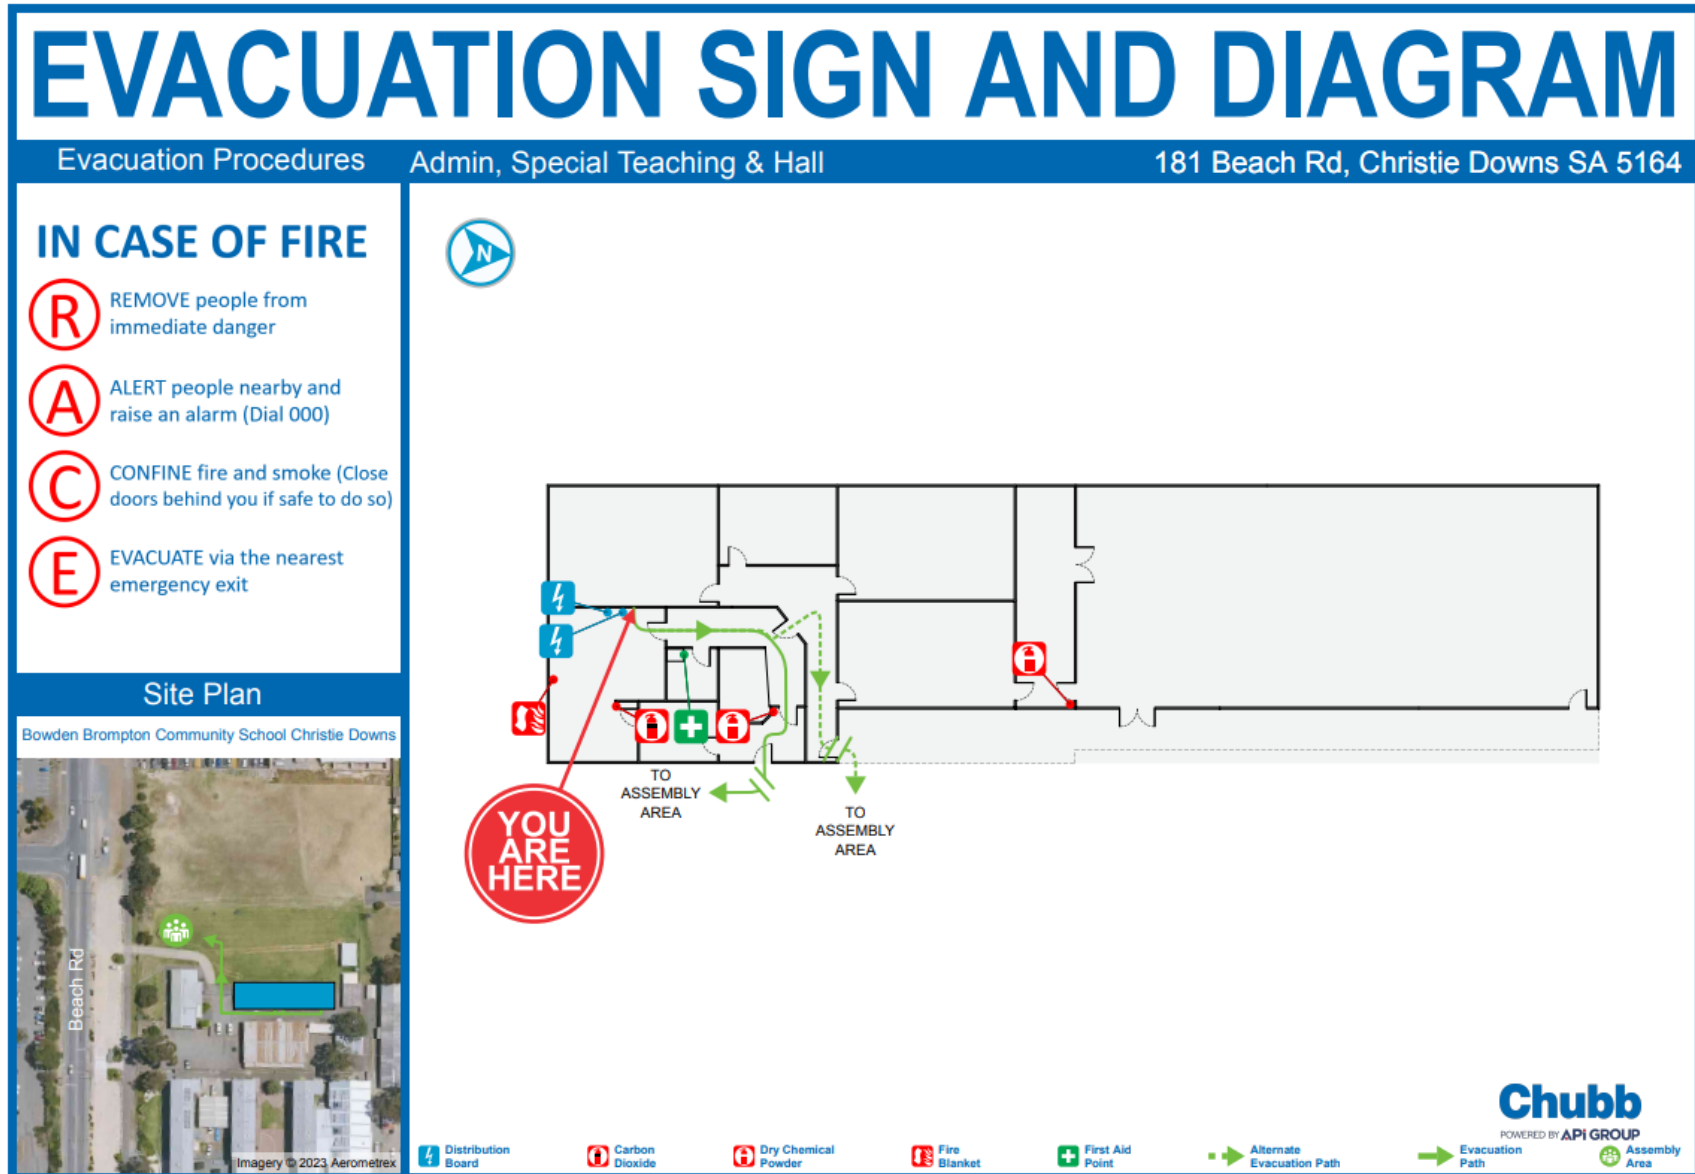 EVACUATION SIGN AND DIAGRAM
Evacuation Procedures
Admin, Special Teaching & Hall
181 Beach Rd, Christie Downs SA 5164
IN CASE OF FIRE
R
REMOVE people from
immediate danger
A
ALERT people nearby and
raise an alarm (Dial 000)
C
CONFINE fire and smoke (Close
doors behind you if safe to do so)
E
EVACUATE via the nearest
emergency exit
Site Plan
Bowden Brompton Community School Christie Downs
Beach Rd
Imagery © 2023 Aerometrex
N
TO
ASSEMBLY
AREA
TO
ASSEMBLY
AREA
YOU
ARE
HERE
Chubb
POWERED BY APi GROUP
Distribution
Board
Carbon
Dioxide
Dry Chemical
Powder
Fire
Blanket
First Aid
Point
Alternate
Evacuation Path
Evacuation
Path
Assembly
Area